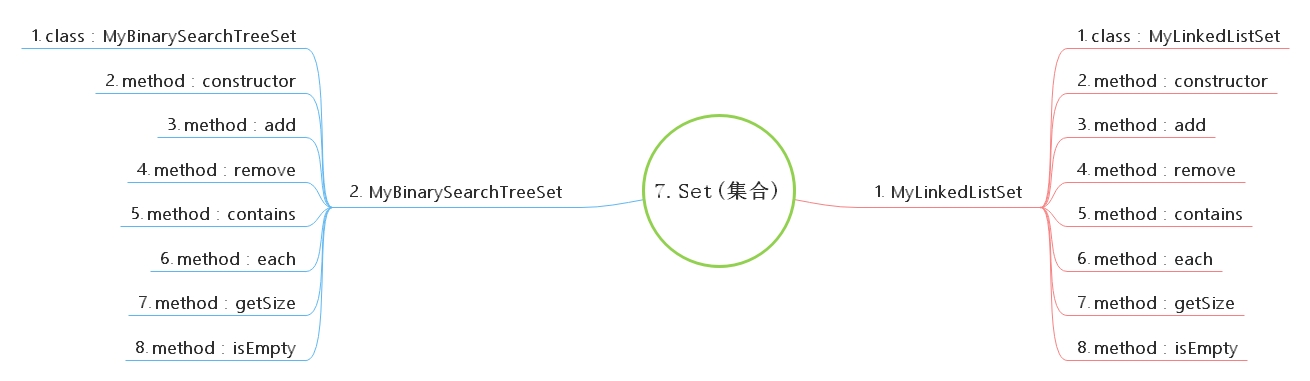 7. Set (集合)
1. MyLinkedListSet
1. class : MyLinkedListSet
2. method : constructor
3. method : add
4. method : remove
5. method : contains
6. method : each
7. method : getSize
8. method : isEmpty
2. MyBinarySearchTreeSet
1. class : MyBinarySearchTreeSet
2. method : constructor
3. method : add
4. method : remove
5. method : contains
6. method : each
7. method : getSize
8. method : isEmpty